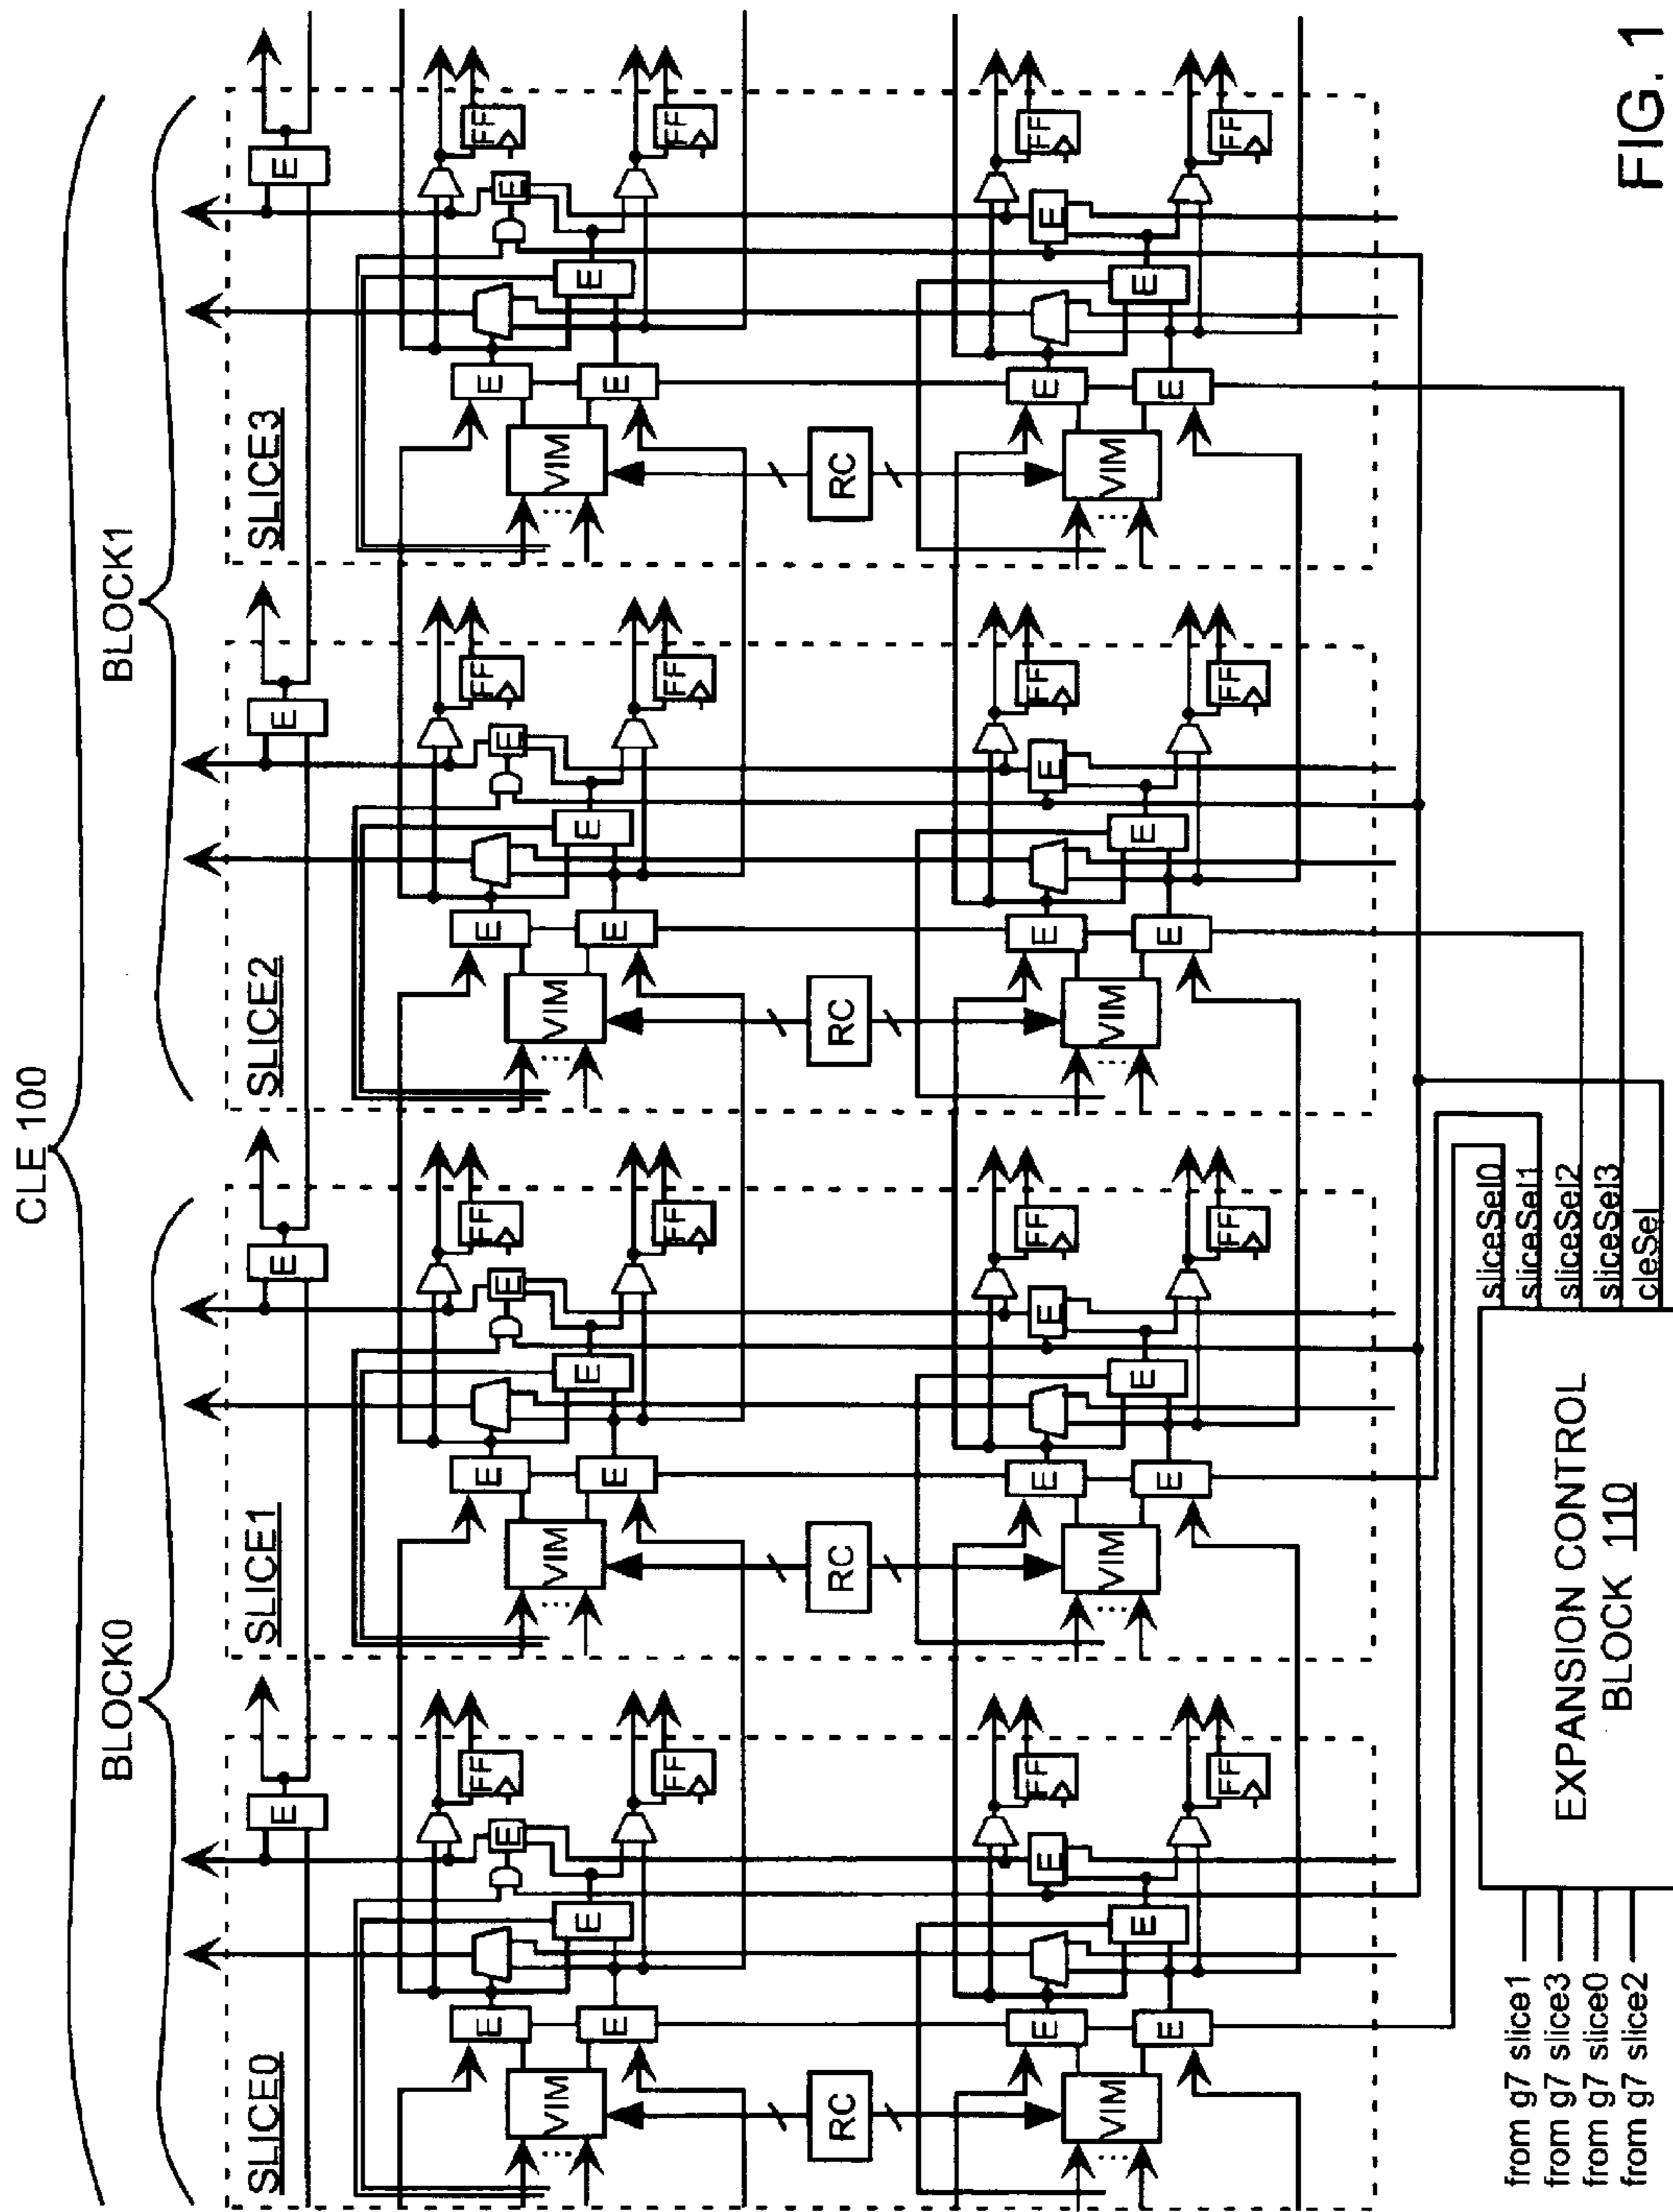 CLE 100
BLOCK0
BLOCK1
SLICE0
E
E
E
FF
VIM
E
E
FF
RC
E
E
FF
VIM
E
E
FF
SLICE1
E
E
E
FF
VIM
E
E
FF
RC
E
E
FF
VIM
E
E
FF
SLICE2
E
E
E
FF
VIM
E
E
FF
RC
E
E
FF
VIM
E
E
FF
SLICE3
E
E
E
FF
VIM
E
E
FF
RC
E
E
FF
VIM
E
E
FF
from g7 slice1
from g7 slice3
from g7 slice0
from g7 slice2
EXPANSION CONTROL
BLOCK 110
sliceSel0
sliceSel1
sliceSel2
sliceSel3
cleSel
FIG. 1